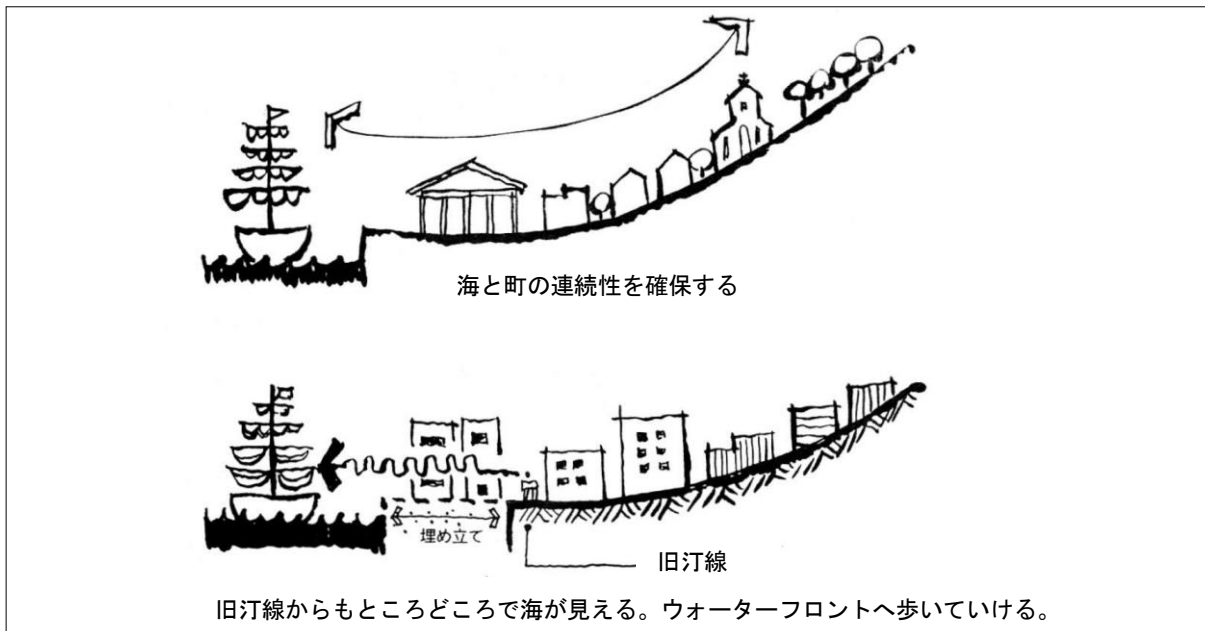 海と町の連続性を確保する
埋め立て
旧汀線
旧汀線からもところどころで海が見える。ウォーターフロントへ歩いていける。